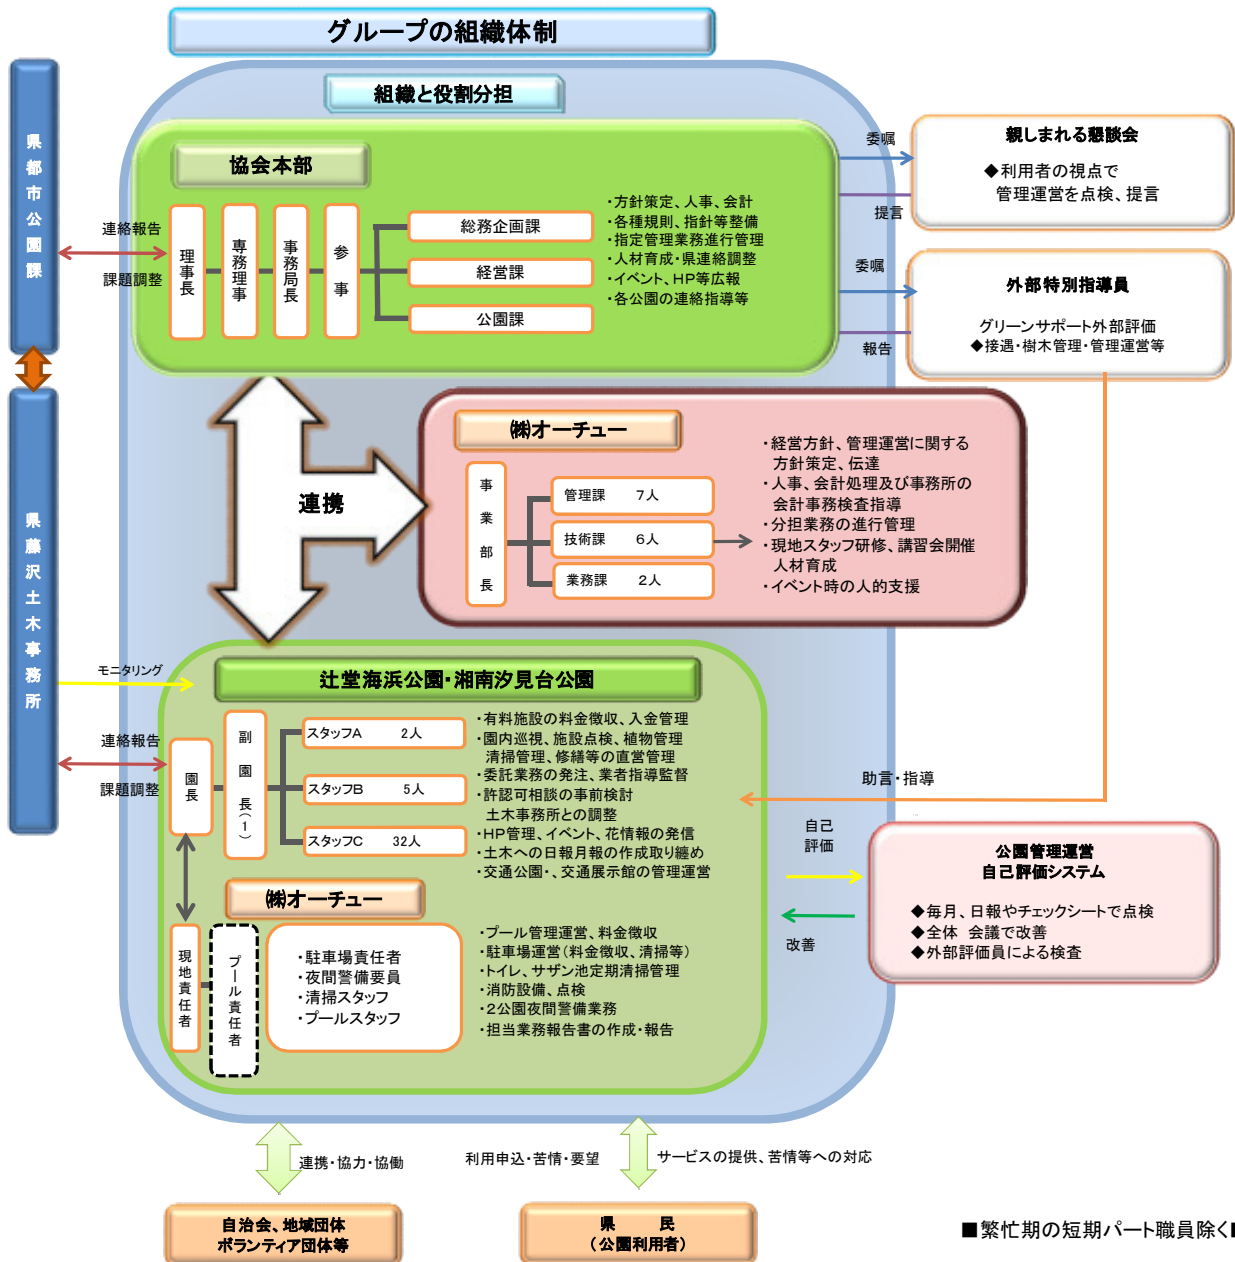 グループの組織体制
組織と役割分担
県都市公園課
県藤沢土木事務所
連絡報告
課題調整
協会本部
理事長
専務理事
事務局長
参事
総務企画課
経営課
公園課
・方針策定、人事、会計
・各種規則、指針等整備
・指定管理業務進行管理
・人材育成・県連絡調整
・イベント、HP等広報
・各公園の連絡指導等
委嘱
提言
親しまれる懇談会
◆利用者の視点で
管理運営を点検、提言
委嘱
報告
外部特別指導員
グリーンサポート外部評価
◆接遇・樹木管理・管理運営等
連携
㈱オーチュー
事業部長
管理課 7人
技術課 6人
業務課 2人
・経営方針、管理運営に関する
方針策定、伝達
・人事、会計処理及び事務所の
会計事務検査指導
・分担業務の進行管理
・現地スタッフ研修、講習会開催
人材育成
・イベント時の人的支援
モニタリング
連絡報告
課題調整
辻堂海浜公園・湘南汐見台公園
園長
副園長(1)
スタッフA 2人
スタッフB 5人
スタッフC 32人
・有料施設の料金徴収、入金管理
・園内巡視、施設点検、植物管理
清掃管理、修繕等の直営管理
・委託業務の発注、業者指導監督
・許認可相談の事前検討
土木事務所との調整
・HP管理、イベント、花情報の発信
・土木への日報月報の作成取り纏め
・交通公園・、交通展示館の管理運営
㈱オーチュー
現地責任者
プール責任者
・駐車場責任者
・夜間警備要員
・清掃スタッフ
・プールスタッフ
・プール管理運営、料金徴収
・駐車場運営(料金徴収、清掃等)
・トイレ、サザン池定期清掃管理
・消防設備、点検
・2公園夜間警備業務
・担当業務報告書の作成・報告
助言・指導
自己
評価
改善
公園管理運営
自己評価システム
◆毎月、日報やチェックシートで点検
◆全体 会議で改善
◆外部評価員による検査
連携・協力・協働
利用申込・苦情・要望
サービスの提供、苦情等への対応
自治会、地域団体
ボランティア団体等
県 民
(公園利用者)
■繁忙期の短期パート職員除く■